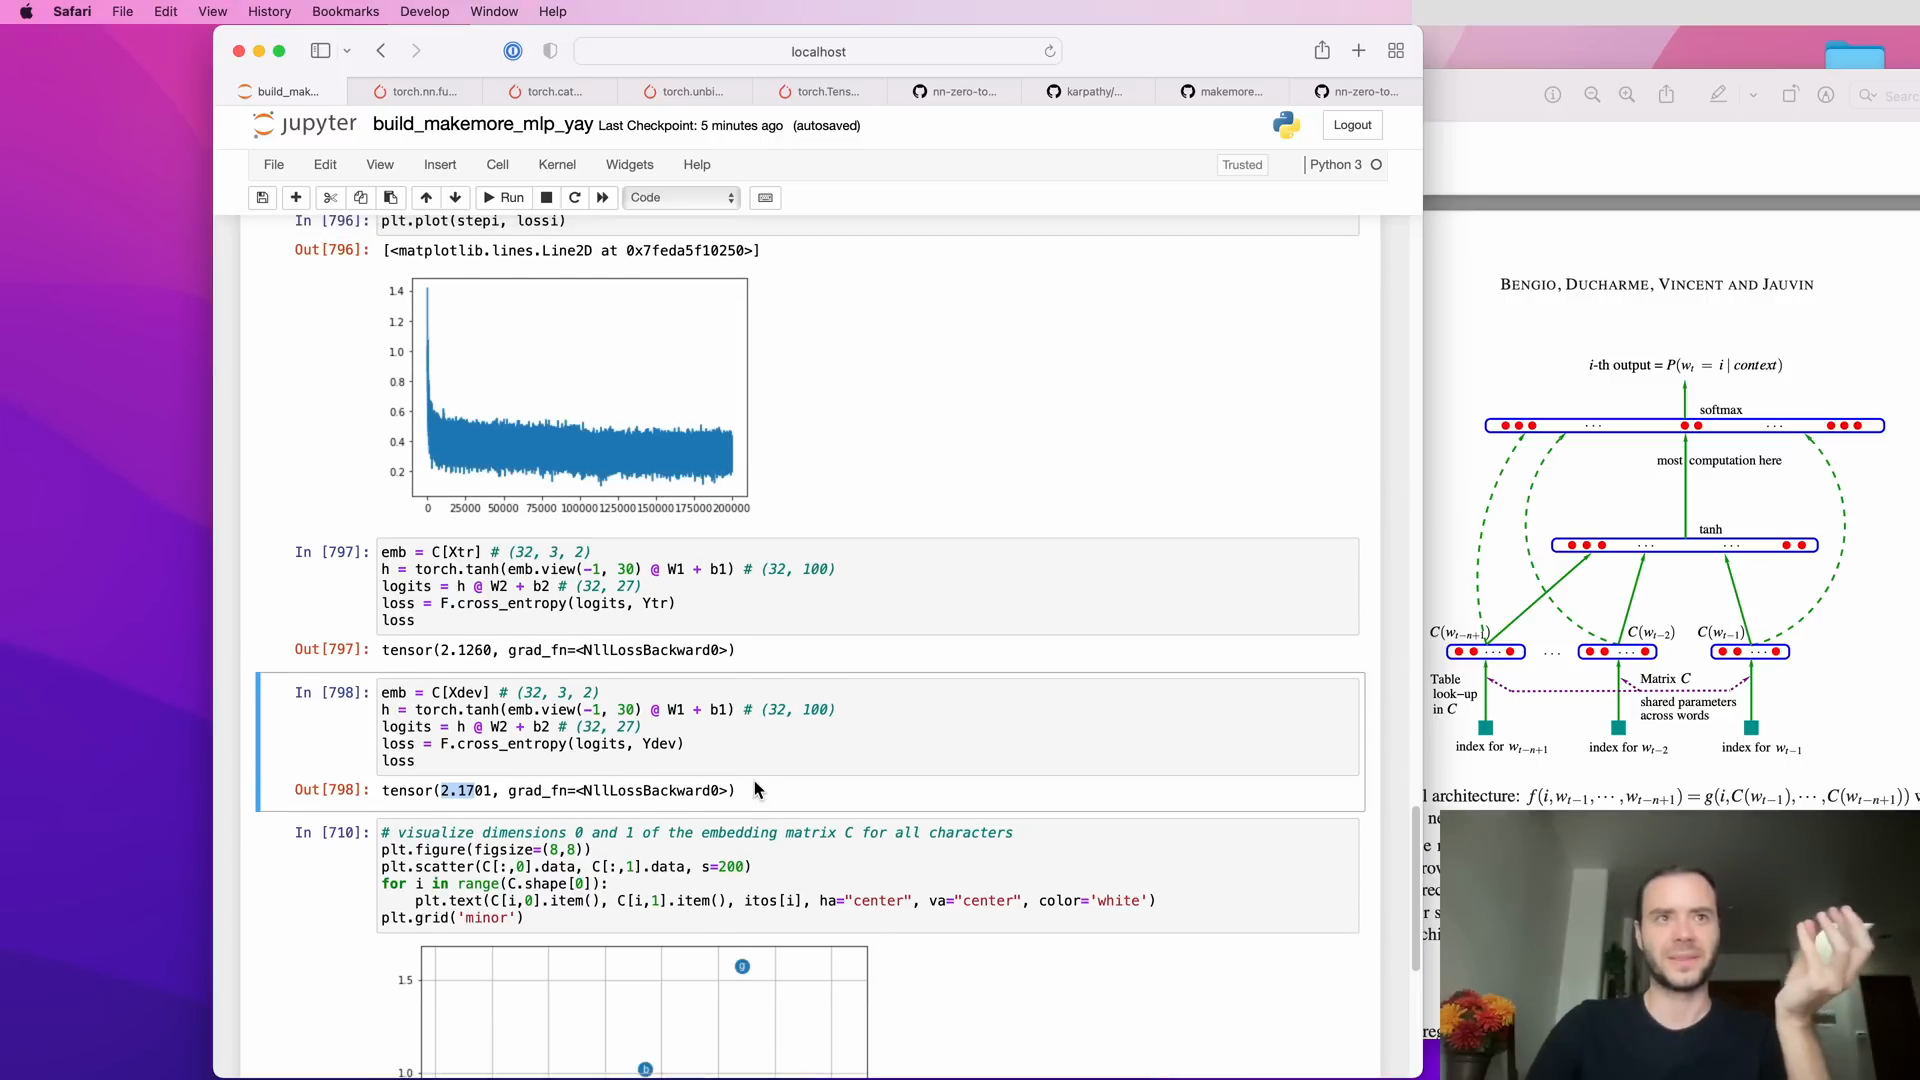 Safari File Edit View History Bookmarks Develop Window Help
localhost
build_mak... torch.nn.fu... torch.cat... torch.unbi... torch.Tens... nn-zero-to... karpathy/... makemore... nn-zero-to...
jupyter build_makemore_mlp_yay Last Checkpoint: 5 minutes ago (autosaved) Logout
File Edit View Insert Cell Kernel Widgets Help Trusted Python 3
Run Code
In [796]: plt.plot(stepi, lossi)
Out[796]: [<matplotlib.lines.Line2D at 0x7feda5f10250>]
1.4
1.2
1.0
0.8
0.6
0.4
0.2
0 25000 50000 75000 100000 125000 150000 175000 200000
In [797]: emb = C[Xtr] # (32, 3, 2)
h = torch.tanh(emb.view(-1, 30) @ W1 + b1) # (32, 100)
logits = h @ W2 + b2 # (32, 27)
loss = F.cross_entropy(logits, Ytr)
loss
Out[797]: tensor(2.1260, grad_fn=<NllLossBackward0>)
In [798]: emb = C[Xdev] # (32, 3, 2)
h = torch.tanh(emb.view(-1, 30) @ W1 + b1) # (32, 100)
logits = h @ W2 + b2 # (32, 27)
loss = F.cross_entropy(logits, Ydev)
loss
Out[798]: tensor(2.1701, grad_fn=<NllLossBackward0>)
In [710]: # visualize dimensions 0 and 1 of the embedding matrix C for all characters
plt.figure(figsize=(8,8))
plt.scatter(C[:,0].data, C[:,1].data, s=200)
for i in range(C.shape[0]):
plt.text(C[i,0].item(), C[i,1].item(), itos[i], ha="center", va="center", color='white')
plt.grid('minor')
g
1.5
b
1.0
Search
BENGIO, DUCHARME, VINCENT AND JAUVIN
i-th output = P(w_t = i | context)
softmax
. . . . . .
most computation here
tanh
. . . . . .
C(w_{t−n+1}) C(w_{t−2}) C(w_{t−1})
. . .
Table look−up in C
Matrix C
shared parameters across words
index for w_{t−n+1} index for w_{t−2} index for w_{t−1}
l architecture: f(i, w_{t−1}, ⋯, w_{t−n+1}) = g(i, C(w_{t−1}), ⋯, C(w_{t−n+1}))